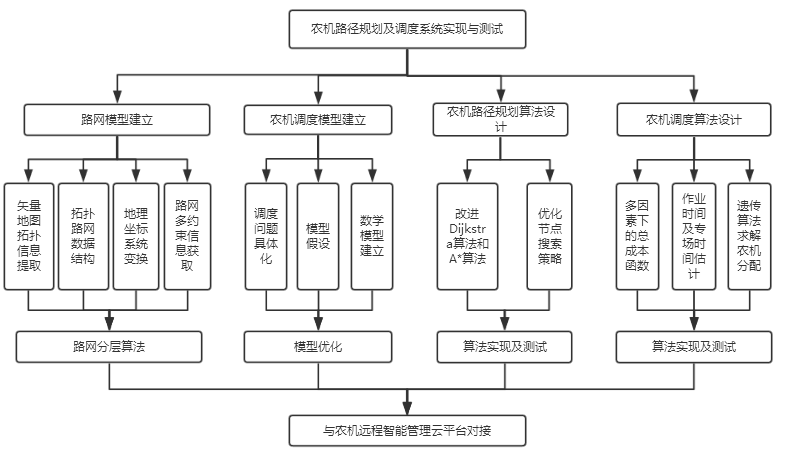 农机路径规划及调度系统实现与测试
路网模型建立
农机调度模型建立
农机路径规划算法设
计
农机调度算法设计
矢量
地图
拓扑
信息
提取
拓扑
路网
数据
结构
地理
坐标
系统
变换
路网
多约
束信
息获
取
调度
问题
具体
化
模型
假设
数学
模型
建立
改进
Dijkstr
a算法和
A*算法
优化
节点
搜索
策略
多因
素下
的总
成本
函数
作业
时间
及专
场时
间估
计
遗传
算法
求解
农机
分配
路网分层算法
模型优化
算法实现及测试
算法实现及测试
与农机远程智能管理云平台对接